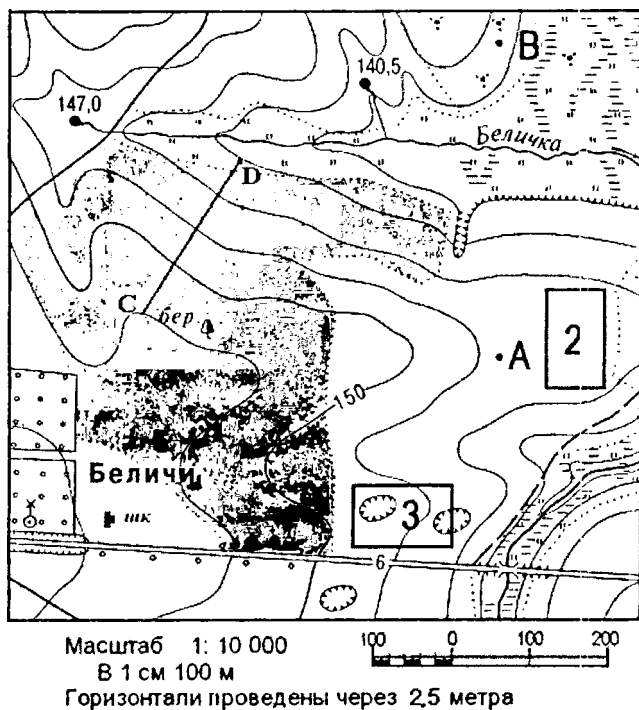 В
140,5
147,0
Беличка
D
C
бер
А
2
150
Беличи
3
шк
6
Масштаб 1: 10 000
В 1 см 100 м
100 0 100 200
Горизонтали проведены через 2,5 метра